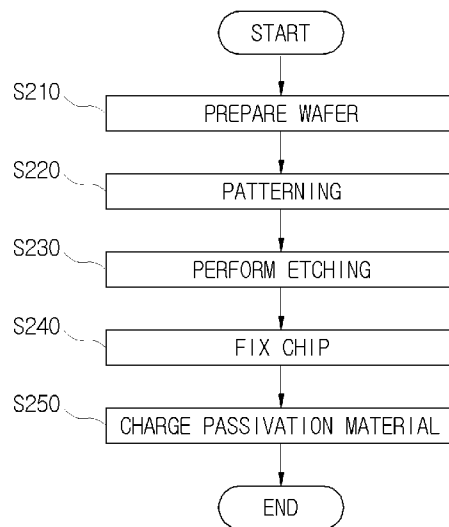 START
S210
PREPARE WAFER
S220
PATTERNING
S230
PERFORM ETCHING
S240
FIX CHIP
S250
CHARGE PASSIVATION MATERIAL
END